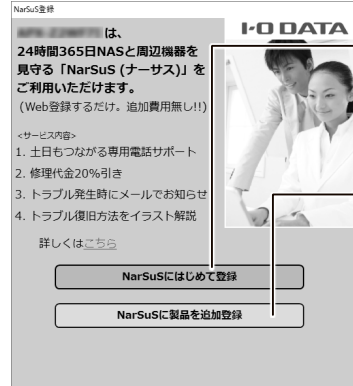 NarSuS登録
I-O DATA
は、
24時間365日NASと周辺機器を
見守る「NarSuS (ナーサス)」を
ご利用いただけます。
(Web登録するだけ。追加費用無し!!)
<サービス内容>
1. 土日もつながる専用電話サポート
2. 修理代金20%引き
3. トラブル発生時にメールでお知らせ
4. トラブル復旧方法をイラスト解説
詳しくはこちら
NarSuSにはじめて登録
NarSuSに製品を追加登録